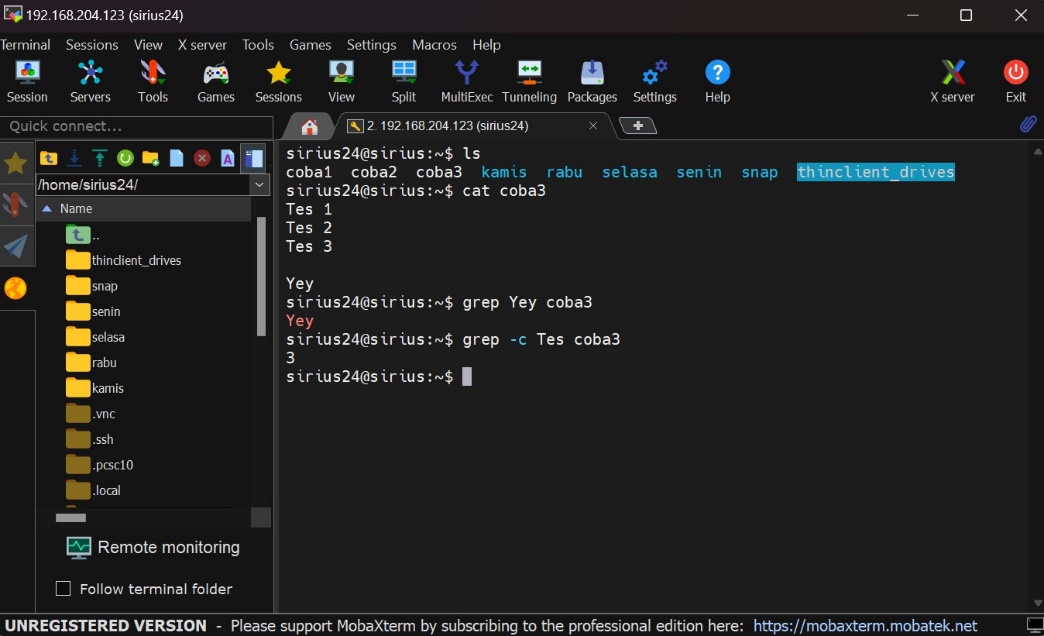 192.168.204.123 (sirius24)
Terminal Sessions View X server Tools Games Settings Macros Help
Session Servers Tools Games Sessions View Split MultiExec Tunneling Packages Settings Help X server Exit
Quick connect...
2. 192.168.204.123 (sirius24)
/home/sirius24/
Name
..
thinclient_drives
snap
senin
selasa
rabu
kamis
.vnc
.ssh
.pcsc10
.local
Remote monitoring
Follow terminal folder
sirius24@sirius:~$ ls
coba1 coba2 coba3 kamis rabu selasa senin snap thinclient_drives
sirius24@sirius:~$ cat coba3
Tes 1
Tes 2
Tes 3
Yey
sirius24@sirius:~$ grep Yey coba3
Yey
sirius24@sirius:~$ grep -c Tes coba3
3
sirius24@sirius:~$
UNREGISTERED VERSION - Please support MobaXterm by subscribing to the professional edition here: https://mobaxterm.mobatek.net